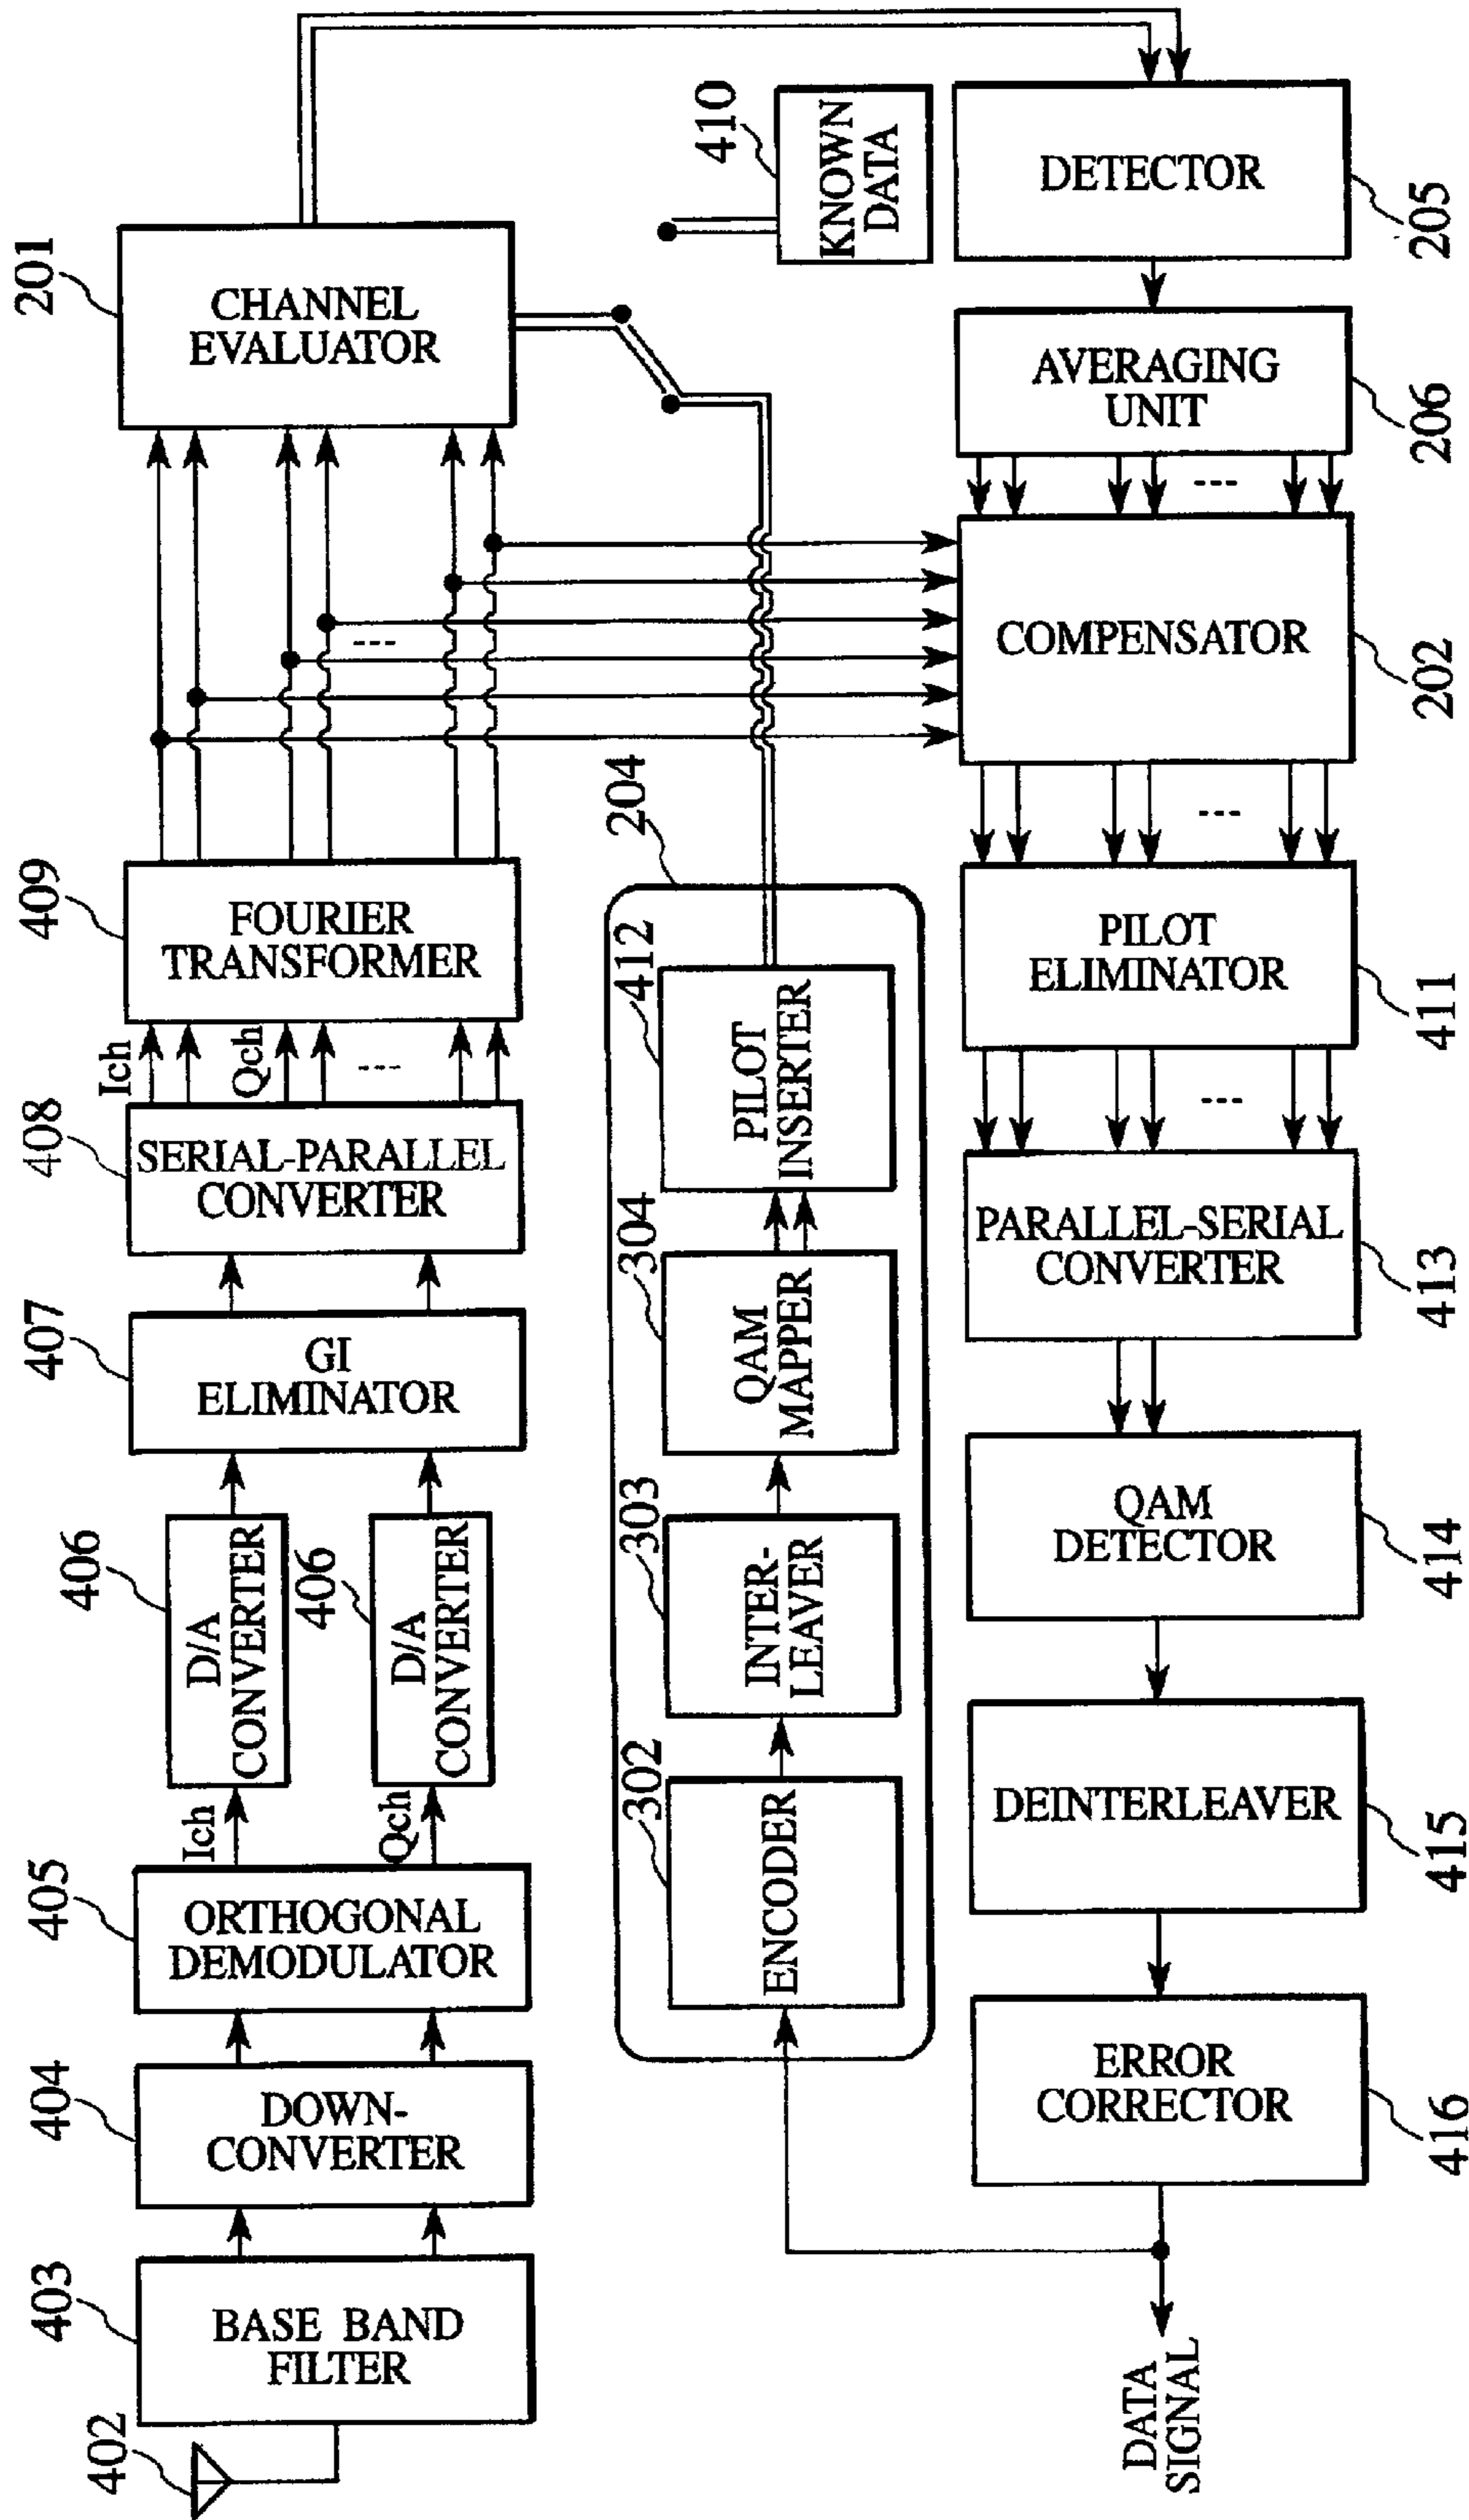 402
403
BASE BAND
FILTER
404
DOWN-
CONVERTER
405
ORTHOGONAL
DEMODULATOR
Ich
Qch
406
D/A
CONVERTER
406
D/A
CONVERTER
407
GI
ELIMINATOR
408
SERIAL-PARALLEL
CONVERTER
Ich
Qch
---
409
FOURIER
TRANSFORMER
---
201
CHANNEL
EVALUATOR
204
302
ENCODER
303
INTER-
LEAVER
304
QAM
MAPPER
412
PILOT
INSERTER
410
KNOWN
DATA
DETECTOR
205
AVERAGING
UNIT
206
---
COMPENSATOR
202
---
PILOT
ELIMINATOR
411
---
PARALLEL-SERIAL
CONVERTER
413
QAM
DETECTOR
414
DEINTERLEAVER
415
ERROR
CORRECTOR
416
DATA
SIGNAL